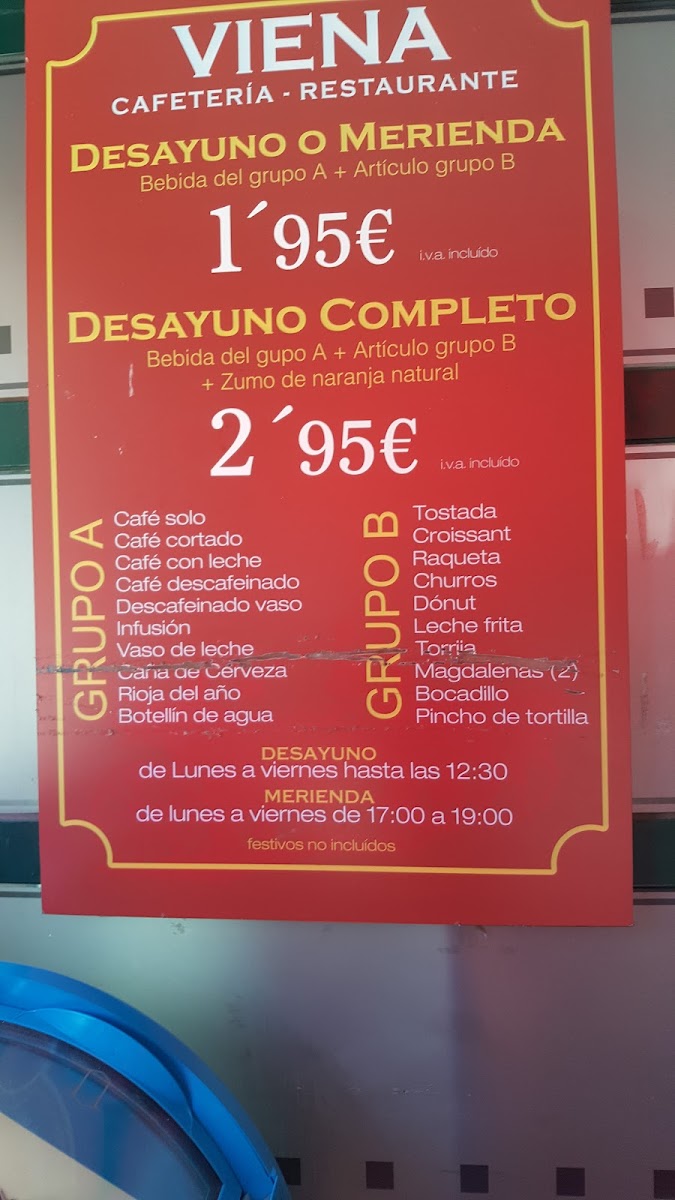 VIENA
CAFETERÍA - RESTAURANTE
DESAYUNO O MERIENDA
Bebida del grupo A + Artículo grupo B
1´95€ i.v.a. incluído
DESAYUNO COMPLETO
Bebida del gupo A + Artículo grupo B
+ Zumo de naranja natural
2´95€ i.v.a. incluído
GRUPO A
Café solo
Café cortado
Café con leche
Café descafeinado
Descafeinado vaso
Infusión
Vaso de leche
Caña de Cerveza
Rioja del año
Botellín de agua
GRUPO B
Tostada
Croissant
Raqueta
Churros
Dónut
Leche frita
Torrija
Magdalenas (2)
Bocadillo
Pincho de tortilla
DESAYUNO
de Lunes a viernes hasta las 12:30
MERIENDA
de lunes a viernes de 17:00 a 19:00
festivos no incluídos